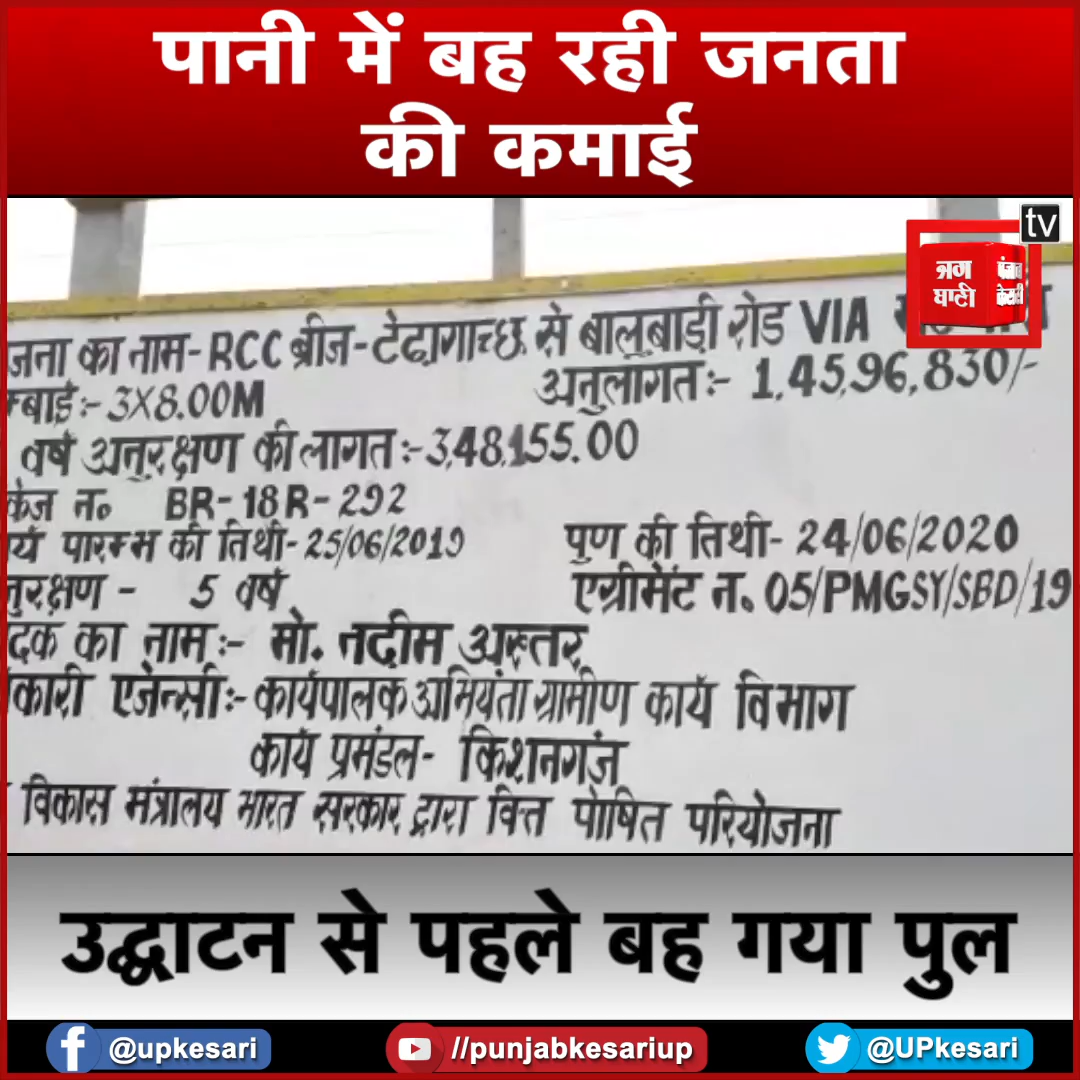 पानी में बह रही जनता
की कमाई
tv
पंजाब
केसरी
जना का नाम- RCC ब्रीज-टेढ़ागाच्छ से बालुबाड़ी रोड VIA
म्बाई:- 3X8.00M अनुलागत:- 1,45,96,830/-
वर्ष अनुरक्षण की लागत:-3,48,155.00
केज न० BR-18R-292
र्य पारम्भ की तिथी- 25/06/2019 पुण की तिथी- 24/06/2020
नुरक्षण - 5 वर्ष एग्रीमेंट न. 05/PMGSY/SBD/19
दक का नाम:- मो. नदीम अख्तर
कारी एजेन्सी:- कार्यपालक अभियंता ग्रामीण कार्य विभाग
कार्य प्रमंडल- किशनगंज
विकास मंत्रालय भारत सरकार द्वारा वित्त पोषित परियोजना
उद्घाटन से पहले बह गया पुल
@upkesari //punjabkesariup @UPkesari